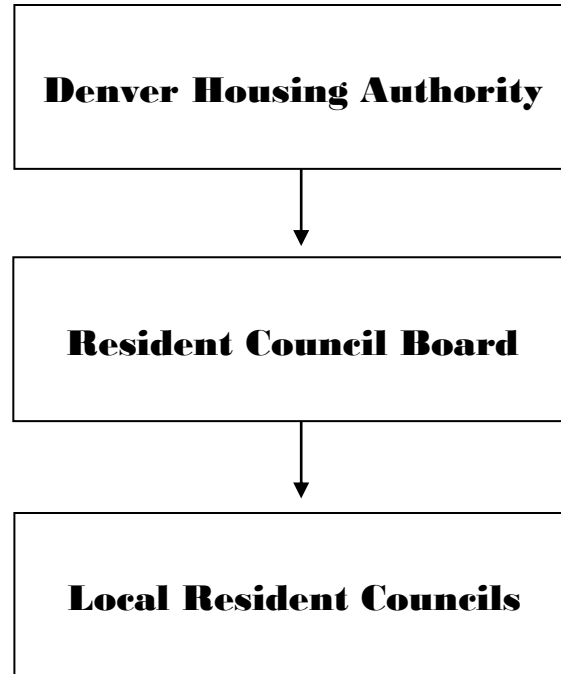 Denver Housing Authority
Resident Council Board
Local Resident Councils